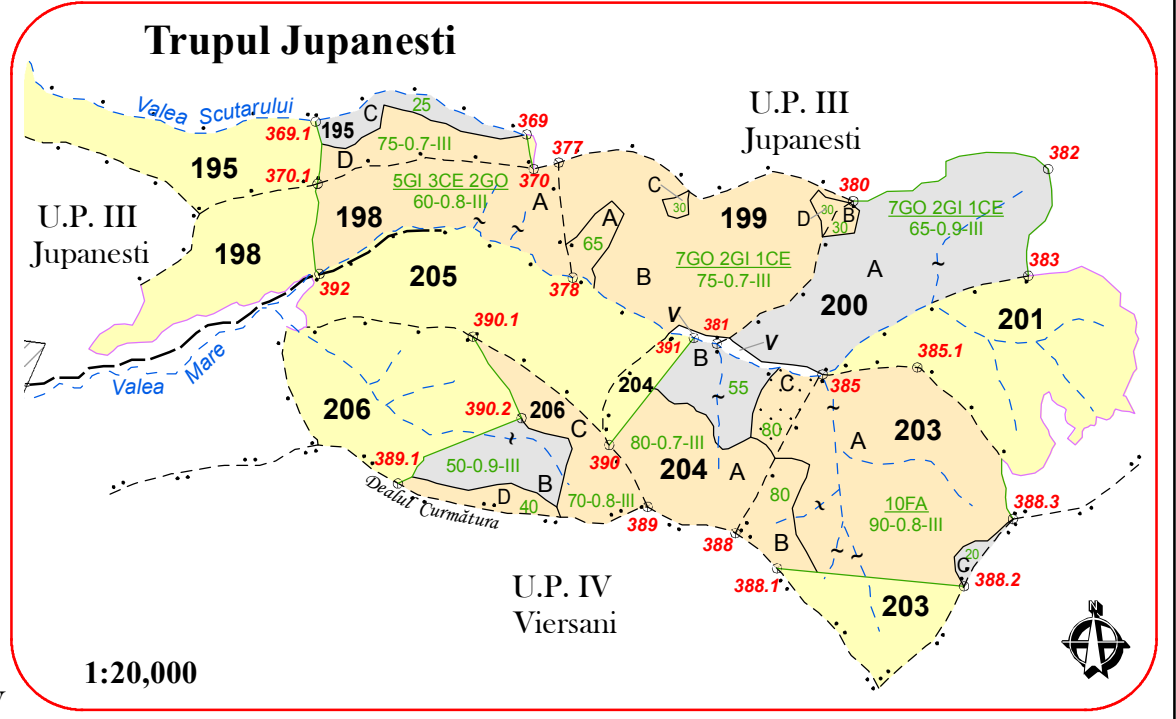 Trupul Jupanesti
Valea Scutarului
25
C
369.1
195
369
U.P. III
Jupanesti
D
75-0.7-III
377
382
195
370.1
5GI 3CE 2GO
60-0.8-III
370
C
30
380
U.P. III
Jupanesti
198
A
A
199
D
30
B
30
7GO 2GI 1CE
65-0.9-III
198
65
7GO 2GI 1CE
75-0.7-III
A
392
205
378
B
383
200
V
381
V
201
390.1
391
B
385.1
Valea Mare
204
55
C
385
206
390.2
206
C
80
A
203
80-0.7-III
389.1
50-0.9-III
390
204
A
B
D
40
70-0.8-III
80
10FA
90-0.8-III
Dealul Curmătura
389
388
B
388.3
20
C
U.P. IV
Viersani
388.1
388.2
203
N
1:20,000